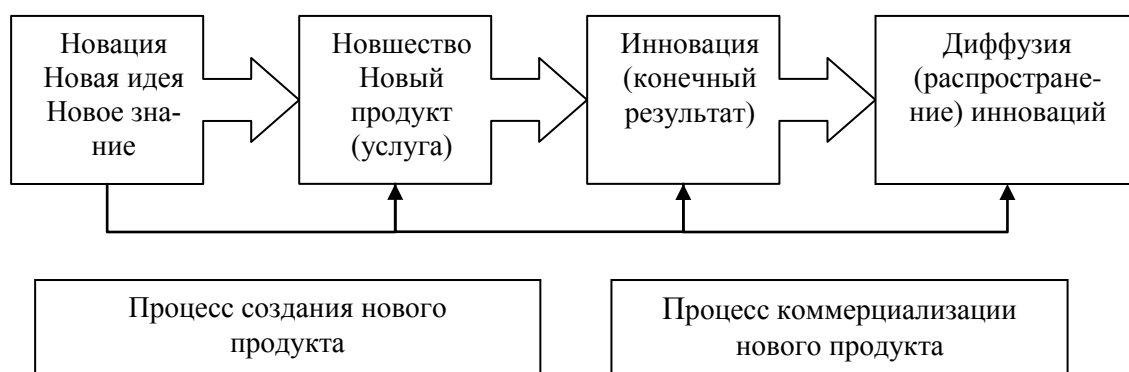 Новация
Новая идея
Новое зна-
ние
Новшество
Новый
продукт
(услуга)
Инновация
(конечный
результат)
Диффузия
(распростране-
ние) инноваций
Процесс создания нового
продукта
Процесс коммерциализации
нового продукта